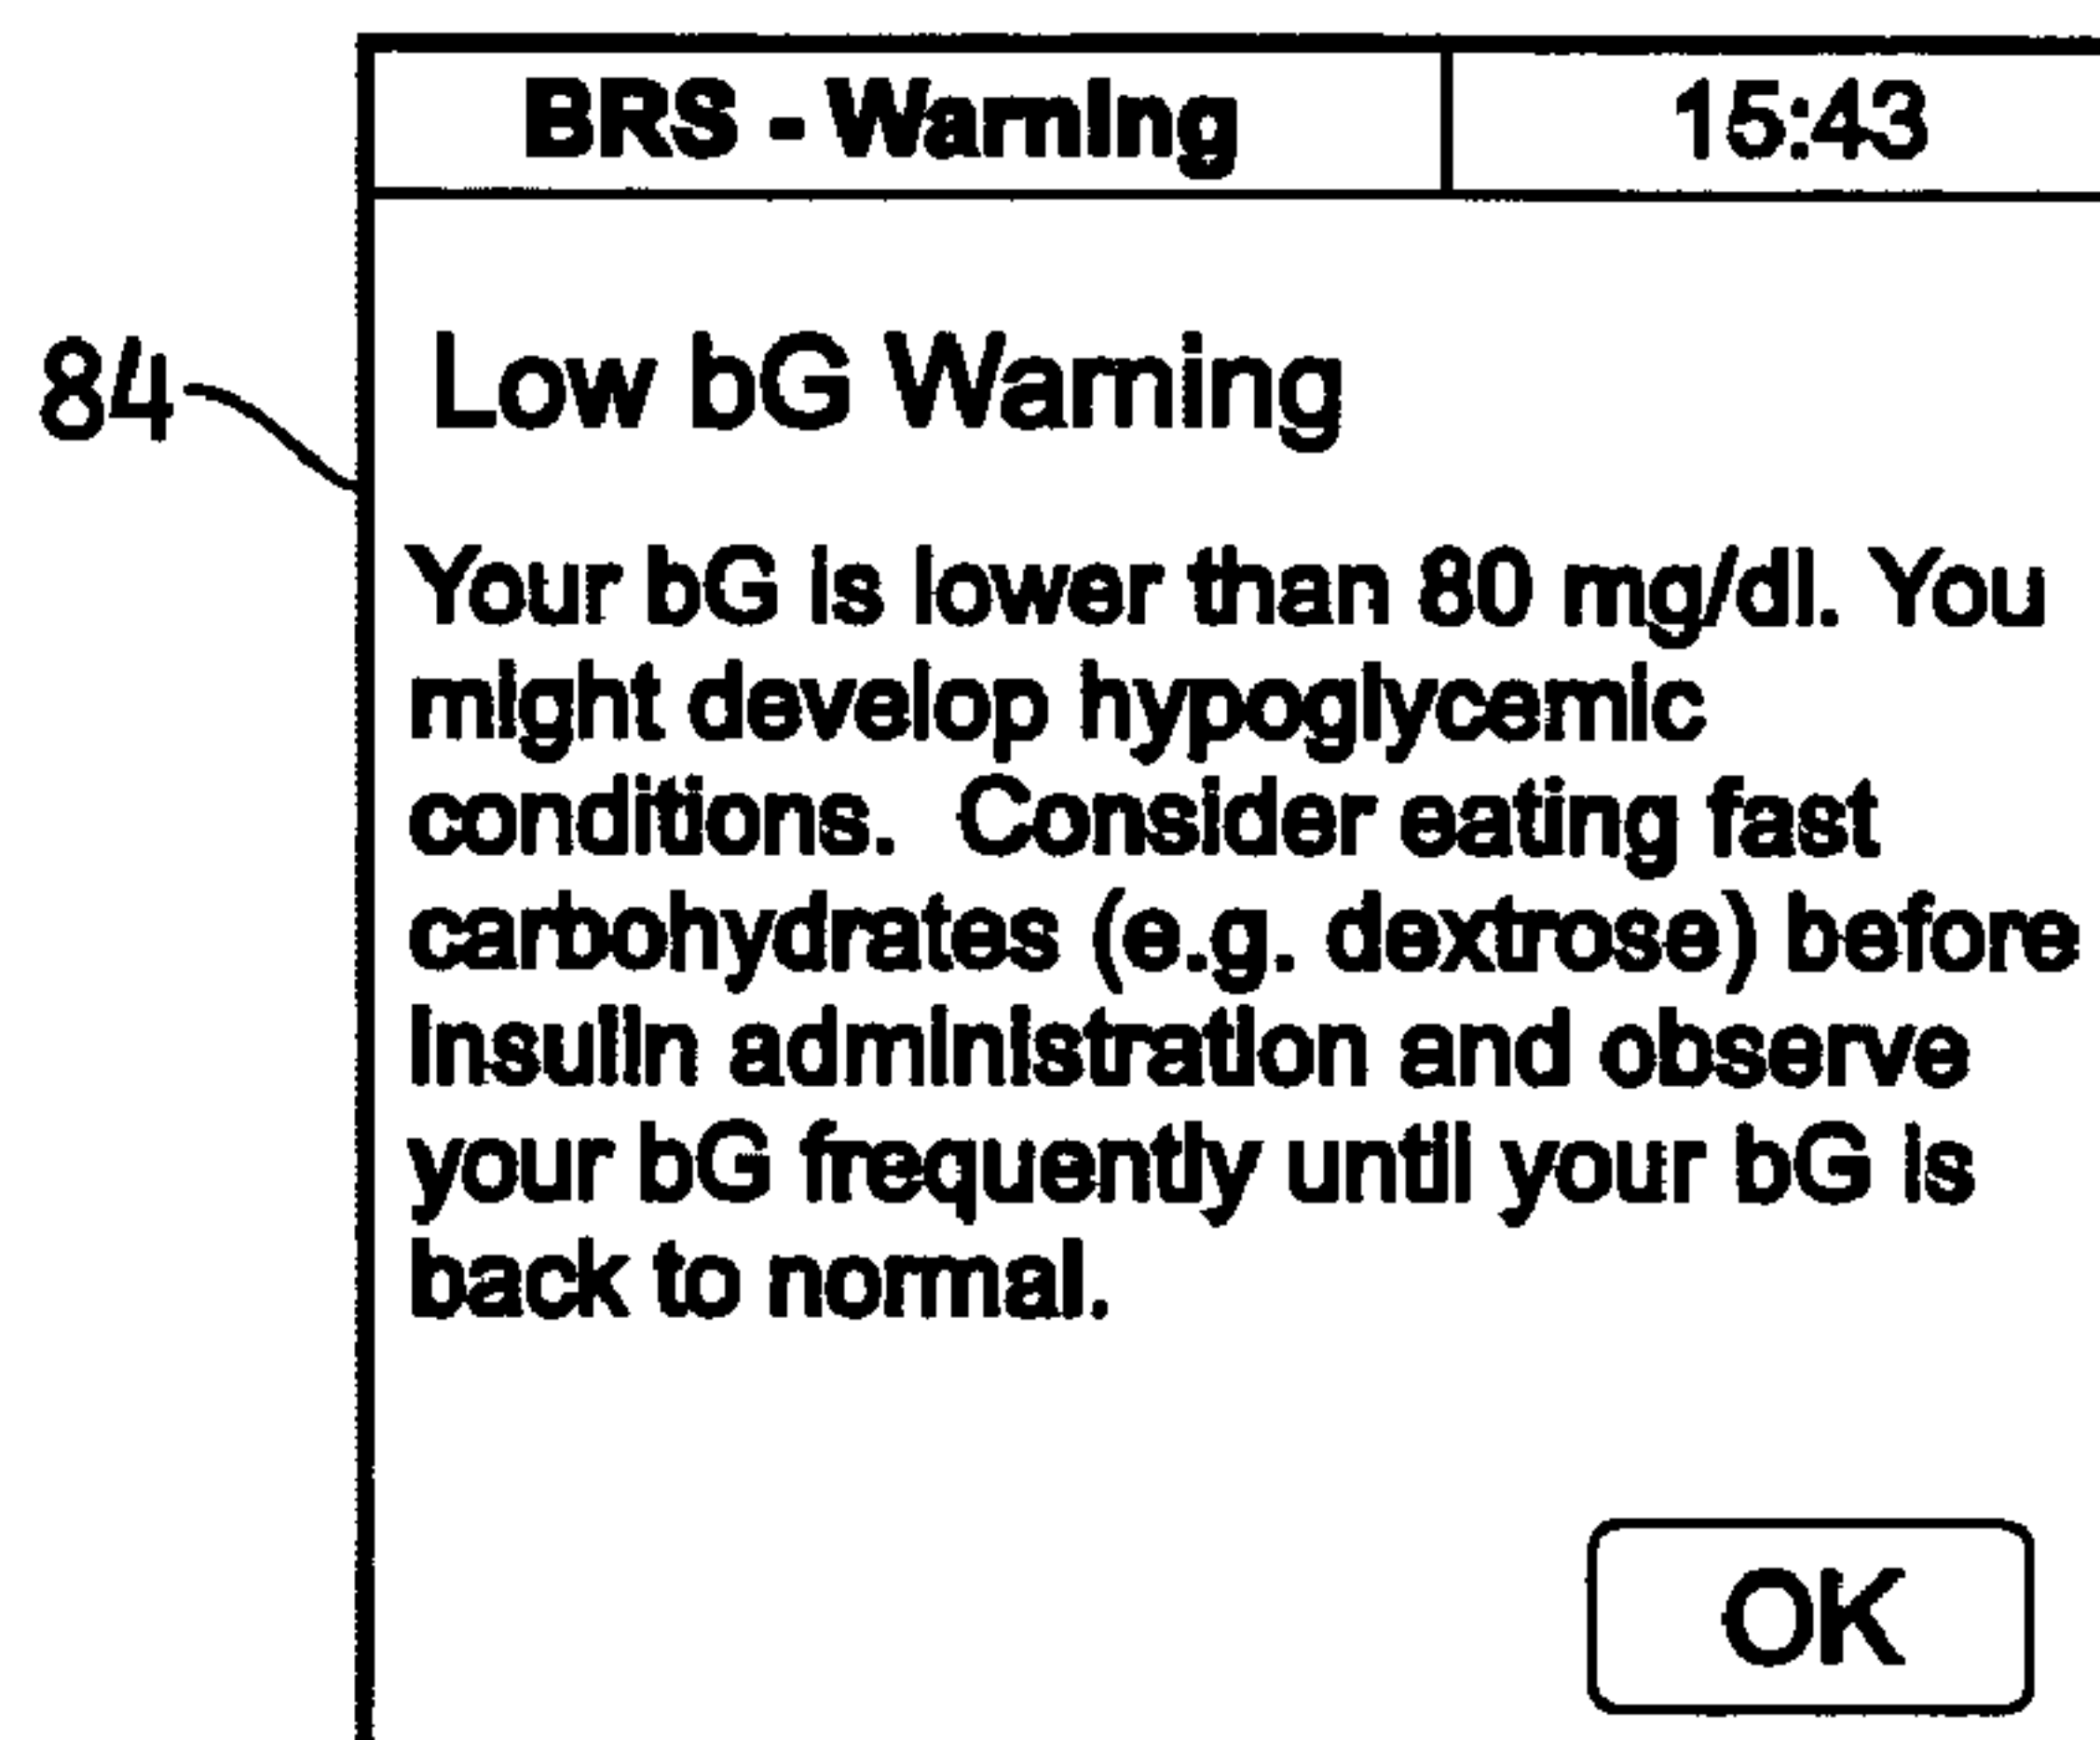 BRS - Warning 15:43
84
Low bG Warning
Your bG is lower than 80 mg/dl. You
might develop hypoglycemic
conditions.  Consider eating fast
carbohydrates (e.g. dextrose) before
insulin administration and observe
your bG frequently until your bG is
back to normal.
OK